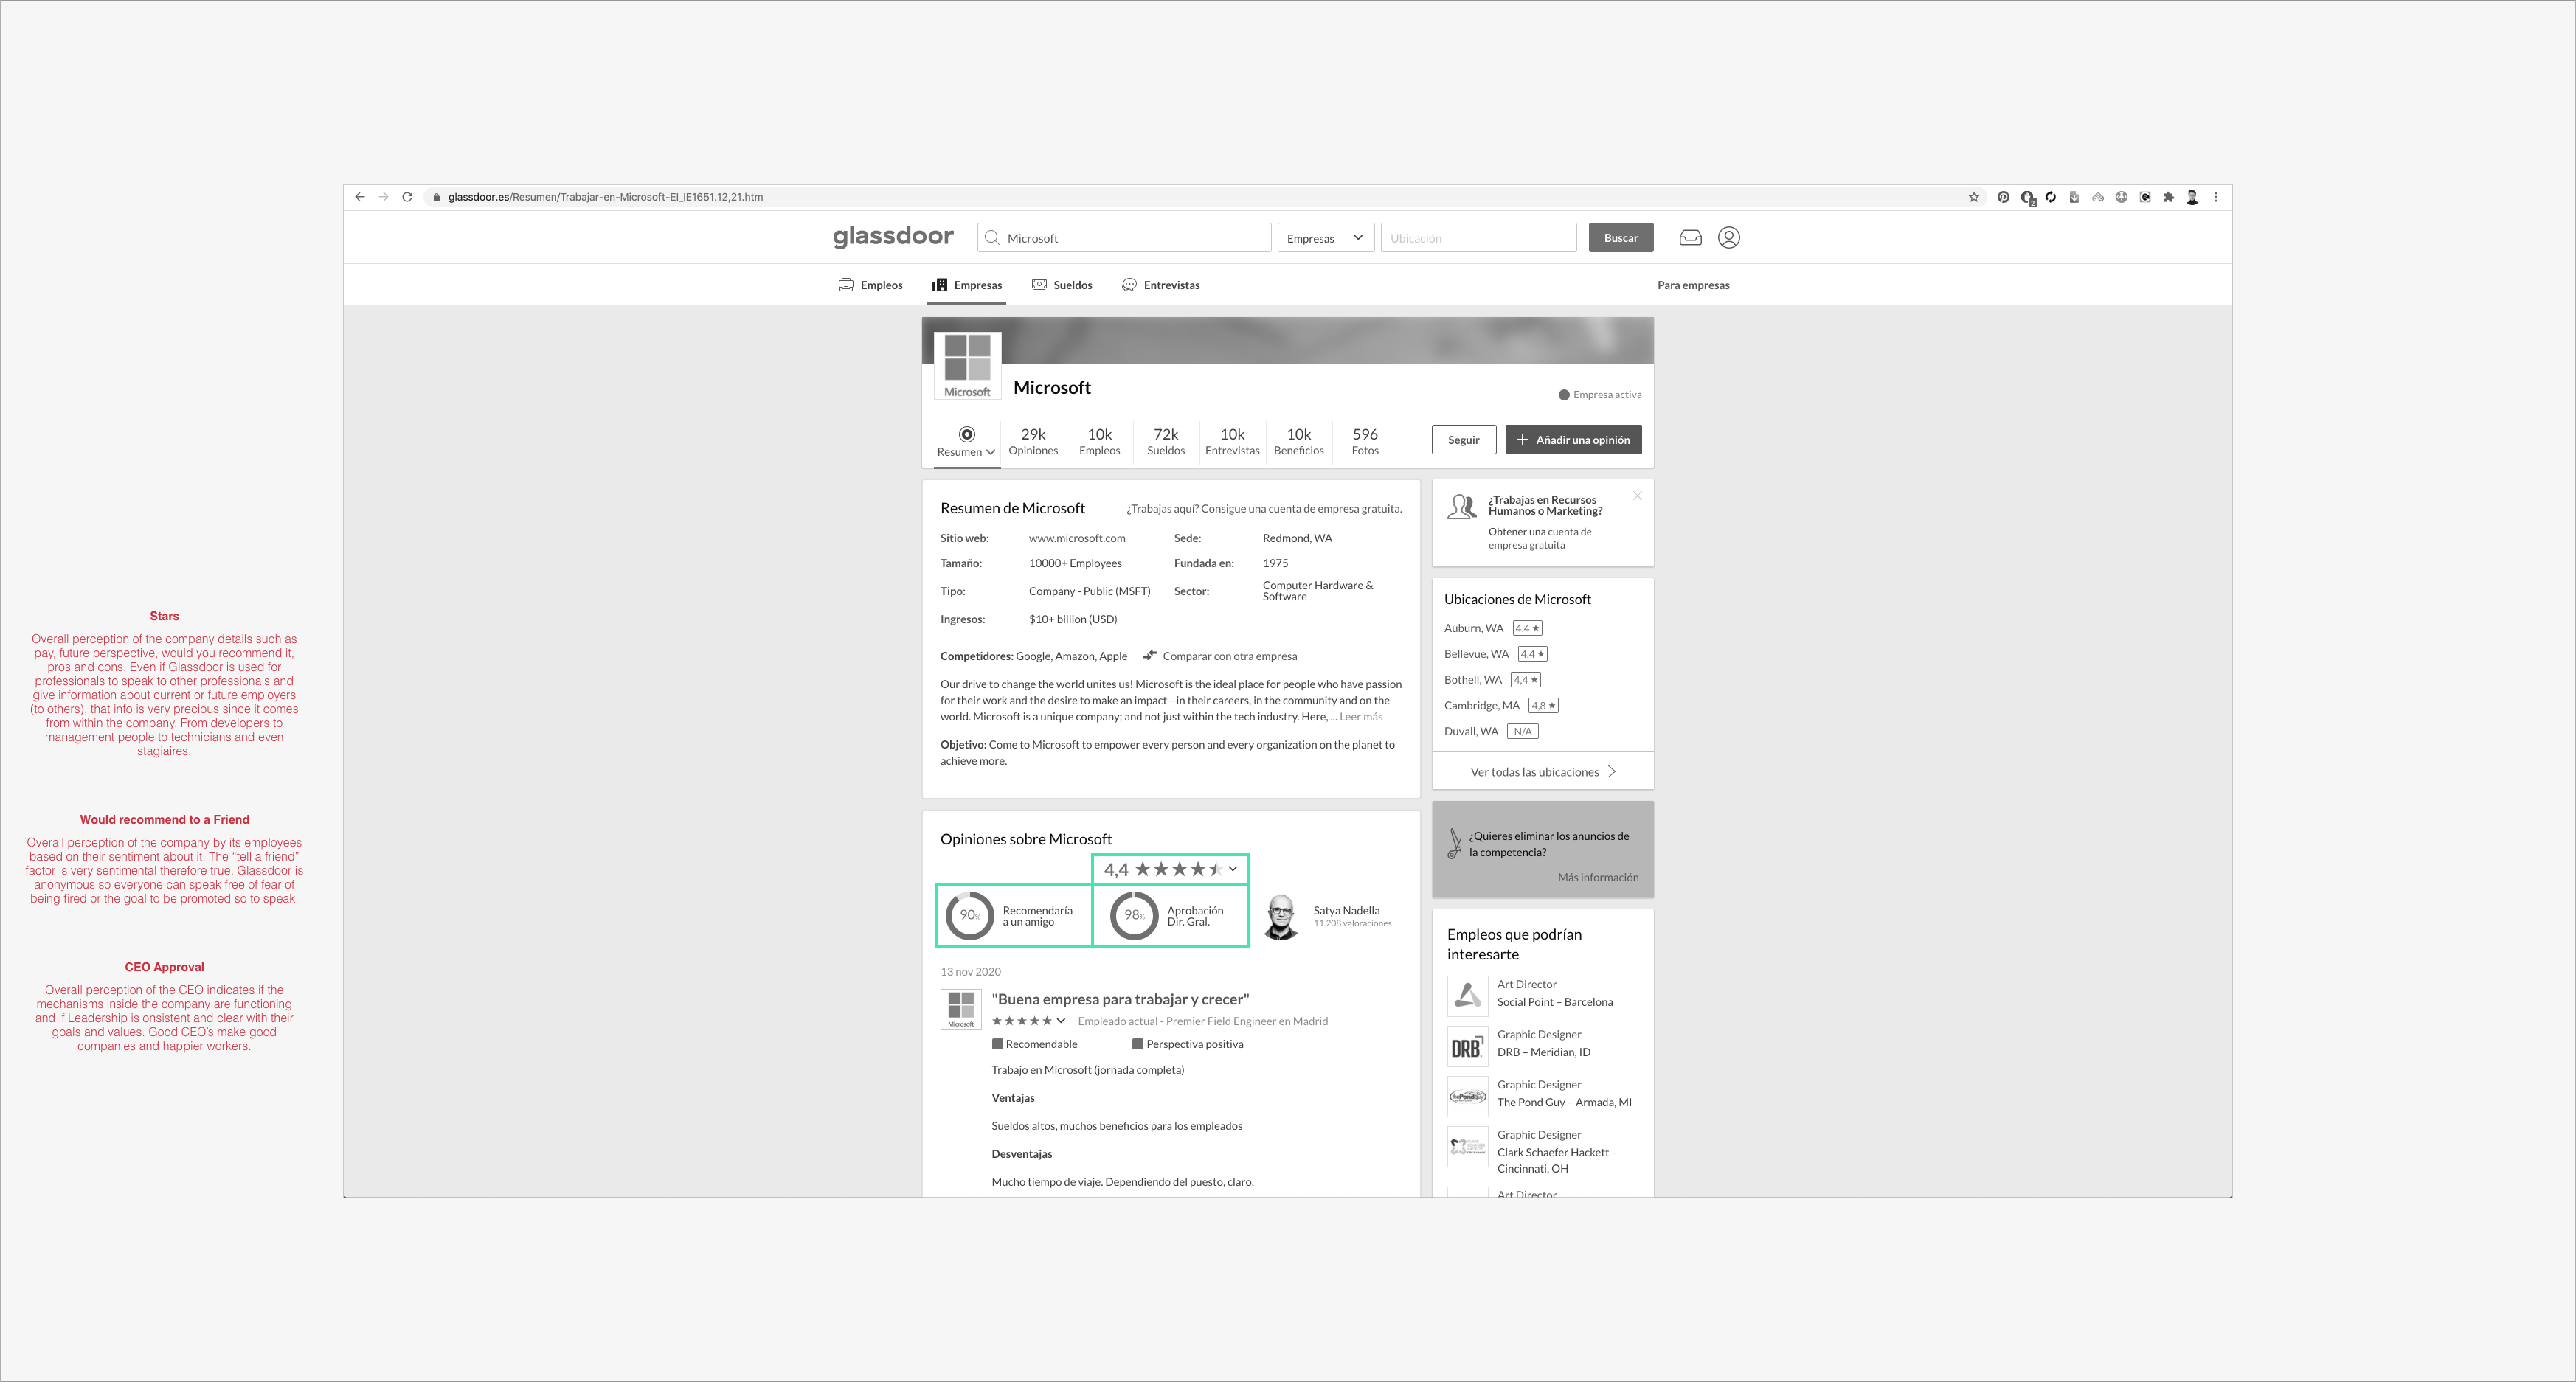 glassdoor.es/Resumen/Trabajar-en-Microsoft-EI_IE1651.12,21.htm
2
glassdoor
Microsoft
Empresas
Ubicación
Buscar
Empleos
Empresas
Sueldos
Entrevistas
Para empresas
Microsoft
Microsoft
Empresa activa
Resumen
29k
Opiniones
10k
Empleos
72k
Sueldos
10k
Entrevistas
10k
Beneficios
596
Fotos
Seguir
+ Añadir una opinión
Resumen de Microsoft
¿Trabajas aquí? Consigue una cuenta de empresa gratuita.
Sitio web: www.microsoft.com
Sede: Redmond, WA
Tamaño: 10000+ Employees
Fundada en: 1975
Tipo: Company - Public (MSFT)
Sector: Computer Hardware &
Software
Ingresos: $10+ billion (USD)
Competidores: Google, Amazon, Apple
Comparar con otra empresa
Our drive to change the world unites us! Microsoft is the ideal place for people who have passion
for their work and the desire to make an impact—in their careers, in the community and on the
world. Microsoft is a unique company; and not just within the tech industry. Here, ... Leer más
Objetivo: Come to Microsoft to empower every person and every organization on the planet to
achieve more.
¿Trabajas en Recursos
Humanos o Marketing?
Obtener una cuenta de
empresa gratuita
Ubicaciones de Microsoft
Auburn, WA 4,4 ★
Bellevue, WA 4,4 ★
Bothell, WA 4,4 ★
Cambridge, MA 4,8 ★
Duvall, WA N/A
Ver todas las ubicaciones
¿Quieres eliminar los anuncios de
la competencia?
Más información
Opiniones sobre Microsoft
4,4
90%
Recomendaría
a un amigo
98%
Aprobación
Dir. Gral.
Satya Nadella
11.208 valoraciones
13 nov 2020
Microsoft
"Buena empresa para trabajar y crecer"
Empleado actual - Premier Field Engineer en Madrid
Recomendable
Perspectiva positiva
Trabajo en Microsoft (jornada completa)
Ventajas
Sueldos altos, muchos beneficios para los empleados
Desventajas
Mucho tiempo de viaje. Dependiendo del puesto, claro.
Empleos que podrían
interesarte
Art Director
Social Point – Barcelona
DRB
Graphic Designer
DRB – Meridian, ID
Graphic Designer
The Pond Guy – Armada, MI
Graphic Designer
Clark Schaefer Hackett –
Cincinnati, OH
Art Director
Stars
Overall perception of the company details such as
pay, future perspective, would you recommend it,
pros and cons. Even if Glassdoor is used for
professionals to speak to other professionals and
give information about current or future employers
(to others), that info is very precious since it comes
from within the company. From developers to
management people to technicians and even
stagiaires.
Would recommend to a Friend
Overall perception of the company by its employees
based on their sentiment about it. The “tell a friend”
factor is very sentimental therefore true. Glassdoor is
anonymous so everyone can speak free of fear of
being fired or the goal to be promoted so to speak.
CEO Approval
Overall perception of the CEO indicates if the
mechanisms inside the company are functioning
and if Leadership is onsistent and clear with their
goals and values. Good CEO’s make good
companies and happier workers.